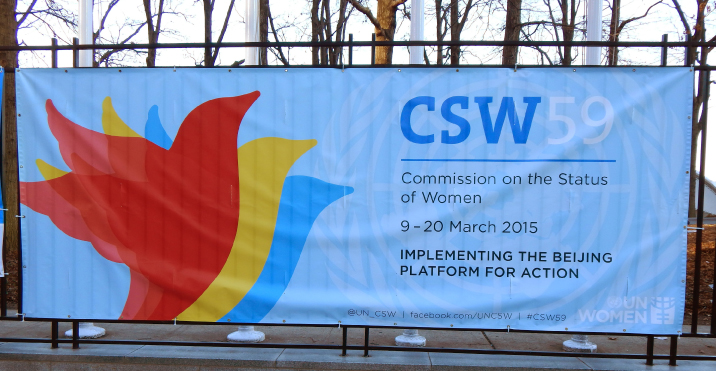 CSW59
Commission on the Status
of Women
9–20 March 2015
IMPLEMENTING THE BEIJING
PLATFORM FOR ACTION
@UN_CSW | facebook.com/UNCSW | #CSW59
UN
WOMEN